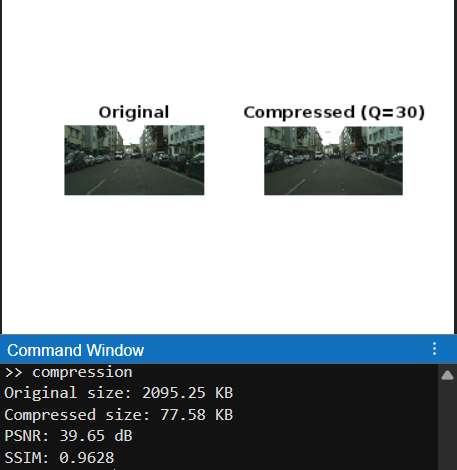 Original
Compressed (Q=30)
Command Window
>> compression
Original size: 2095.25 KB
Compressed size: 77.58 KB
PSNR: 39.65 dB
SSIM: 0.9628